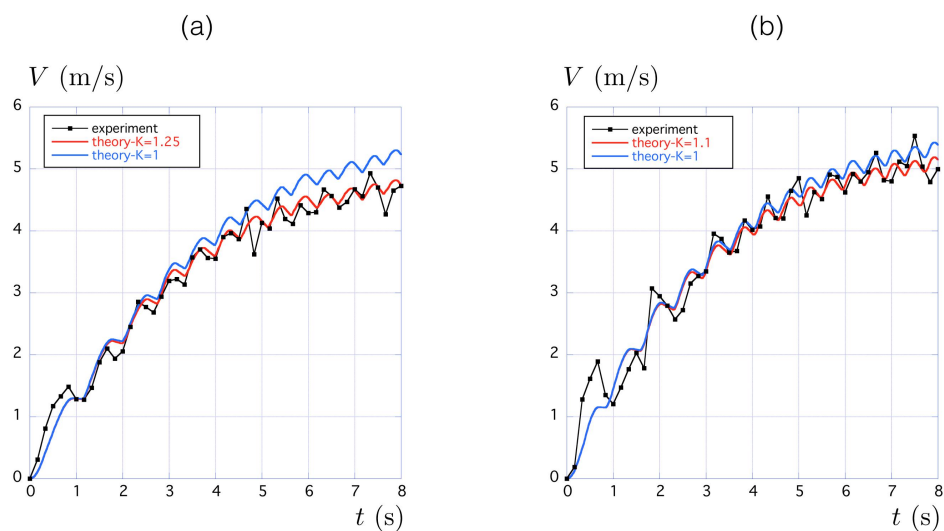 (a)
V (m/s)
6
5
4
3
2
1
0
experiment
theory-K=1.25
theory-K=1
0 1 2 3 4 5 6 7 8
t (s)
(b)
V (m/s)
6
5
4
3
2
1
0
experiment
theory-K=1.1
theory-K=1
0 1 2 3 4 5 6 7 8
t (s)